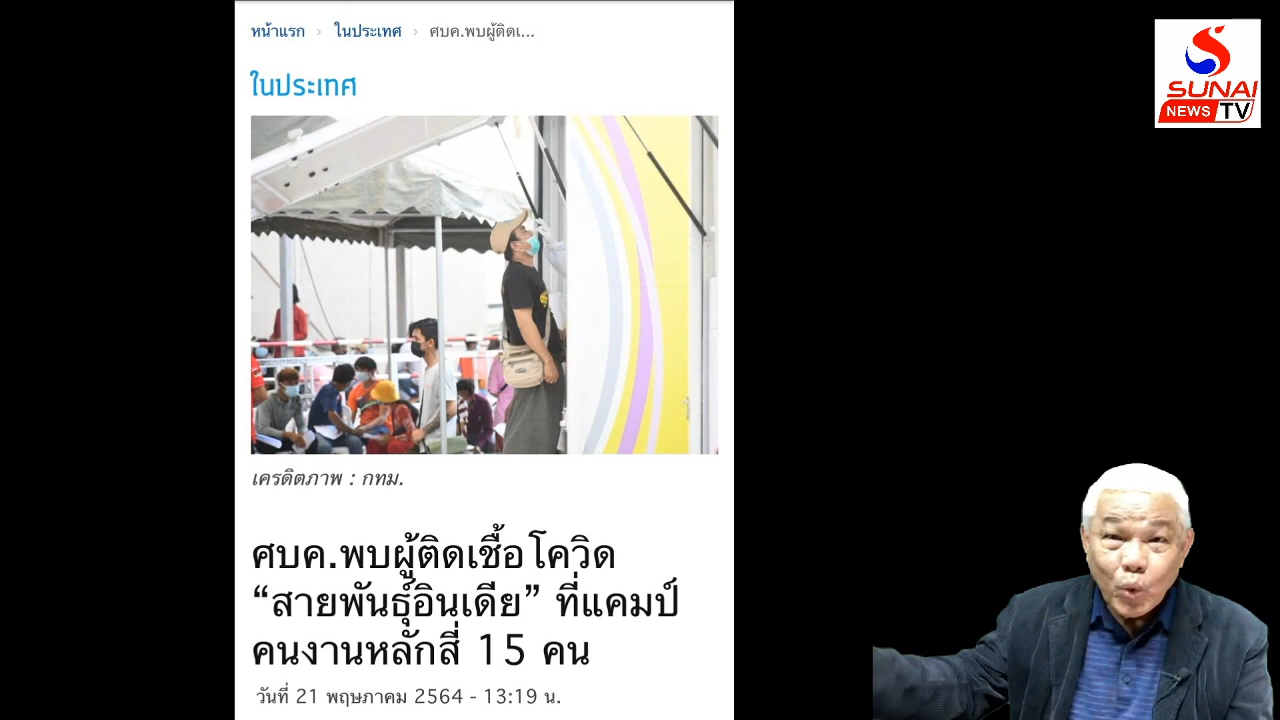 หน้าแรก › ในประเทศ › ศบค.พบผู้ติดเ...
ในประเทศ
เครดิตภาพ : กทม.
ศบค.พบผู้ติดเชื้อโควิด
“สายพันธุ์อินเดีย” ที่แคมป์
คนงานหลักสี่ 15 คน
วันที่ 21 พฤษภาคม 2564 - 13:19 น.
SUNAI
NEWS TV